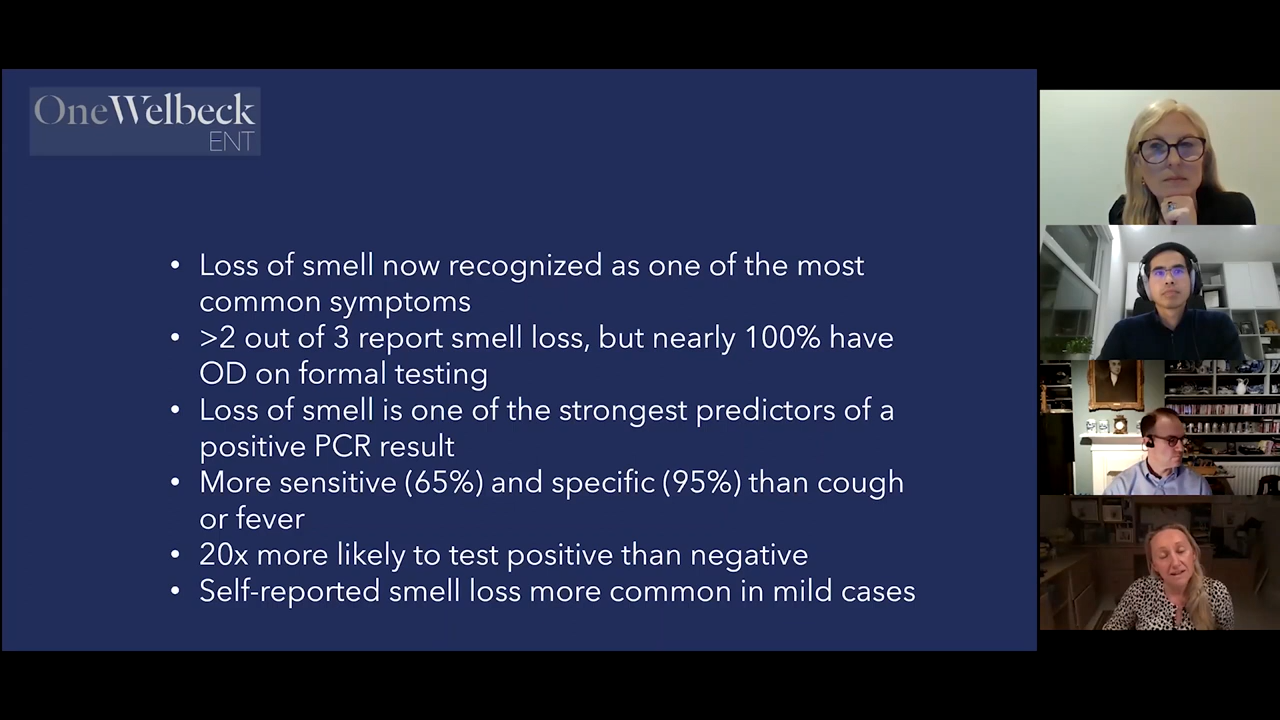 OneWelbeck
ENT
• Loss of smell now recognized as one of the most
common symptoms
• >2 out of 3 report smell loss, but nearly 100% have
OD on formal testing
• Loss of smell is one of the strongest predictors of a
positive PCR result
• More sensitive (65%) and specific (95%) than cough
or fever
• 20x more likely to test positive than negative
• Self-reported smell loss more common in mild cases